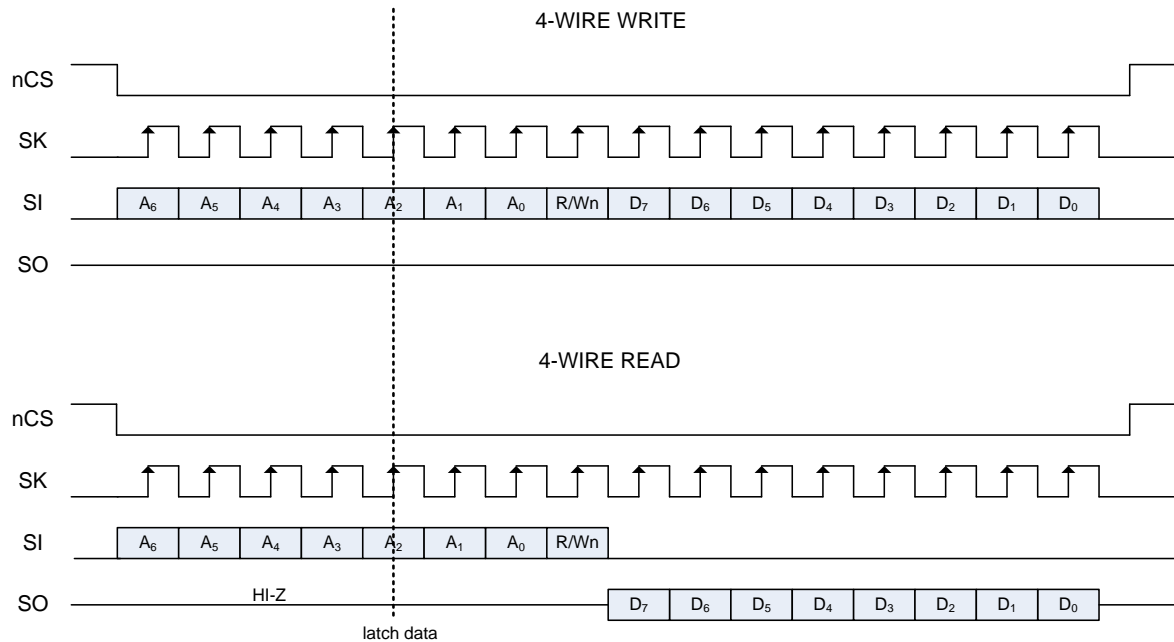 4-WIRE WRITE
nCS
SK
SI A₆ A₅ A₄ A₃ A₂ A₁ A₀ R/Wn D₇ D₆ D₅ D₄ D₃ D₂ D₁ D₀
SO
4-WIRE READ
nCS
SK
SI A₆ A₅ A₄ A₃ A₂ A₁ A₀ R/Wn
SO HI-Z D₇ D₆ D₅ D₄ D₃ D₂ D₁ D₀
latch data